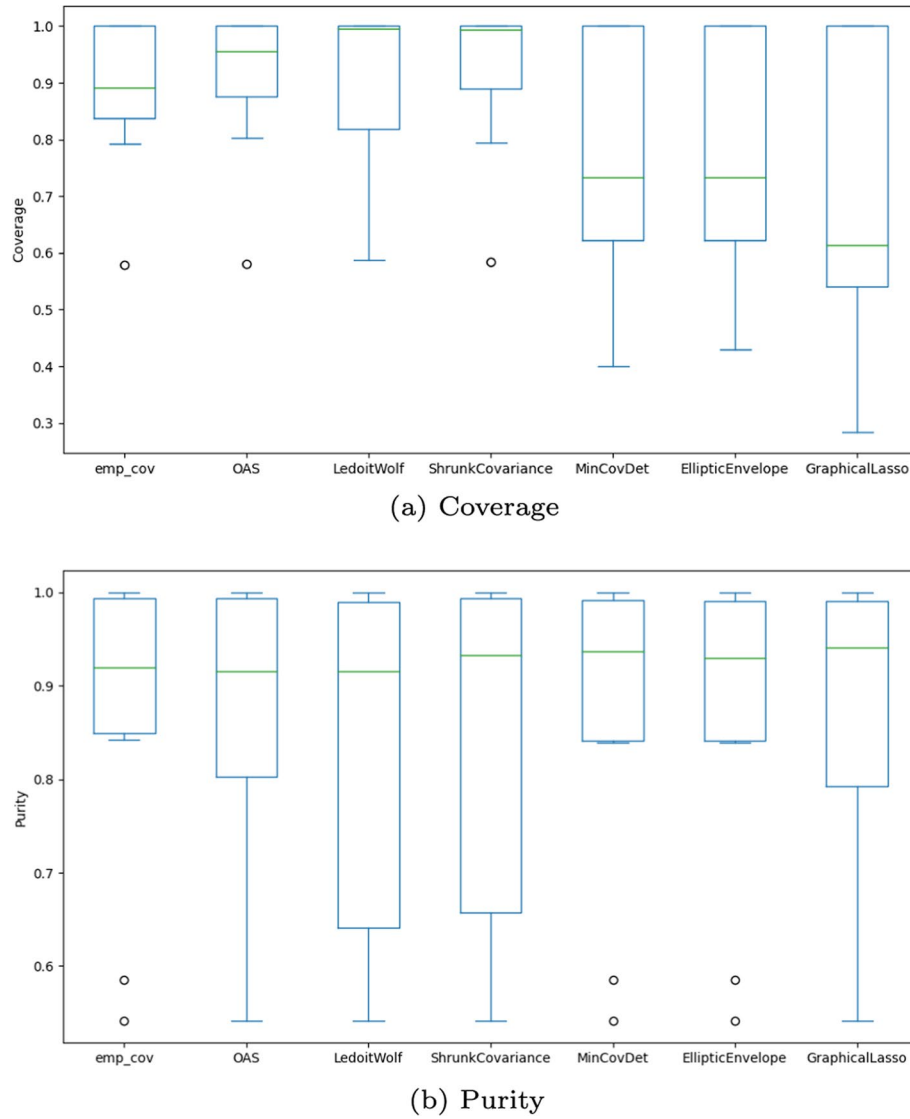 1.0
0.9
0.8
0.7
0.6
0.5
0.4
0.3
Coverage
emp_cov OAS LedoitWolf ShrunkCovariance MinCovDet EllipticEnvelope GraphicalLasso
(a) Coverage
1.0
0.9
0.8
0.7
0.6
Purity
emp_cov OAS LedoitWolf ShrunkCovariance MinCovDet EllipticEnvelope GraphicalLasso
(b) Purity